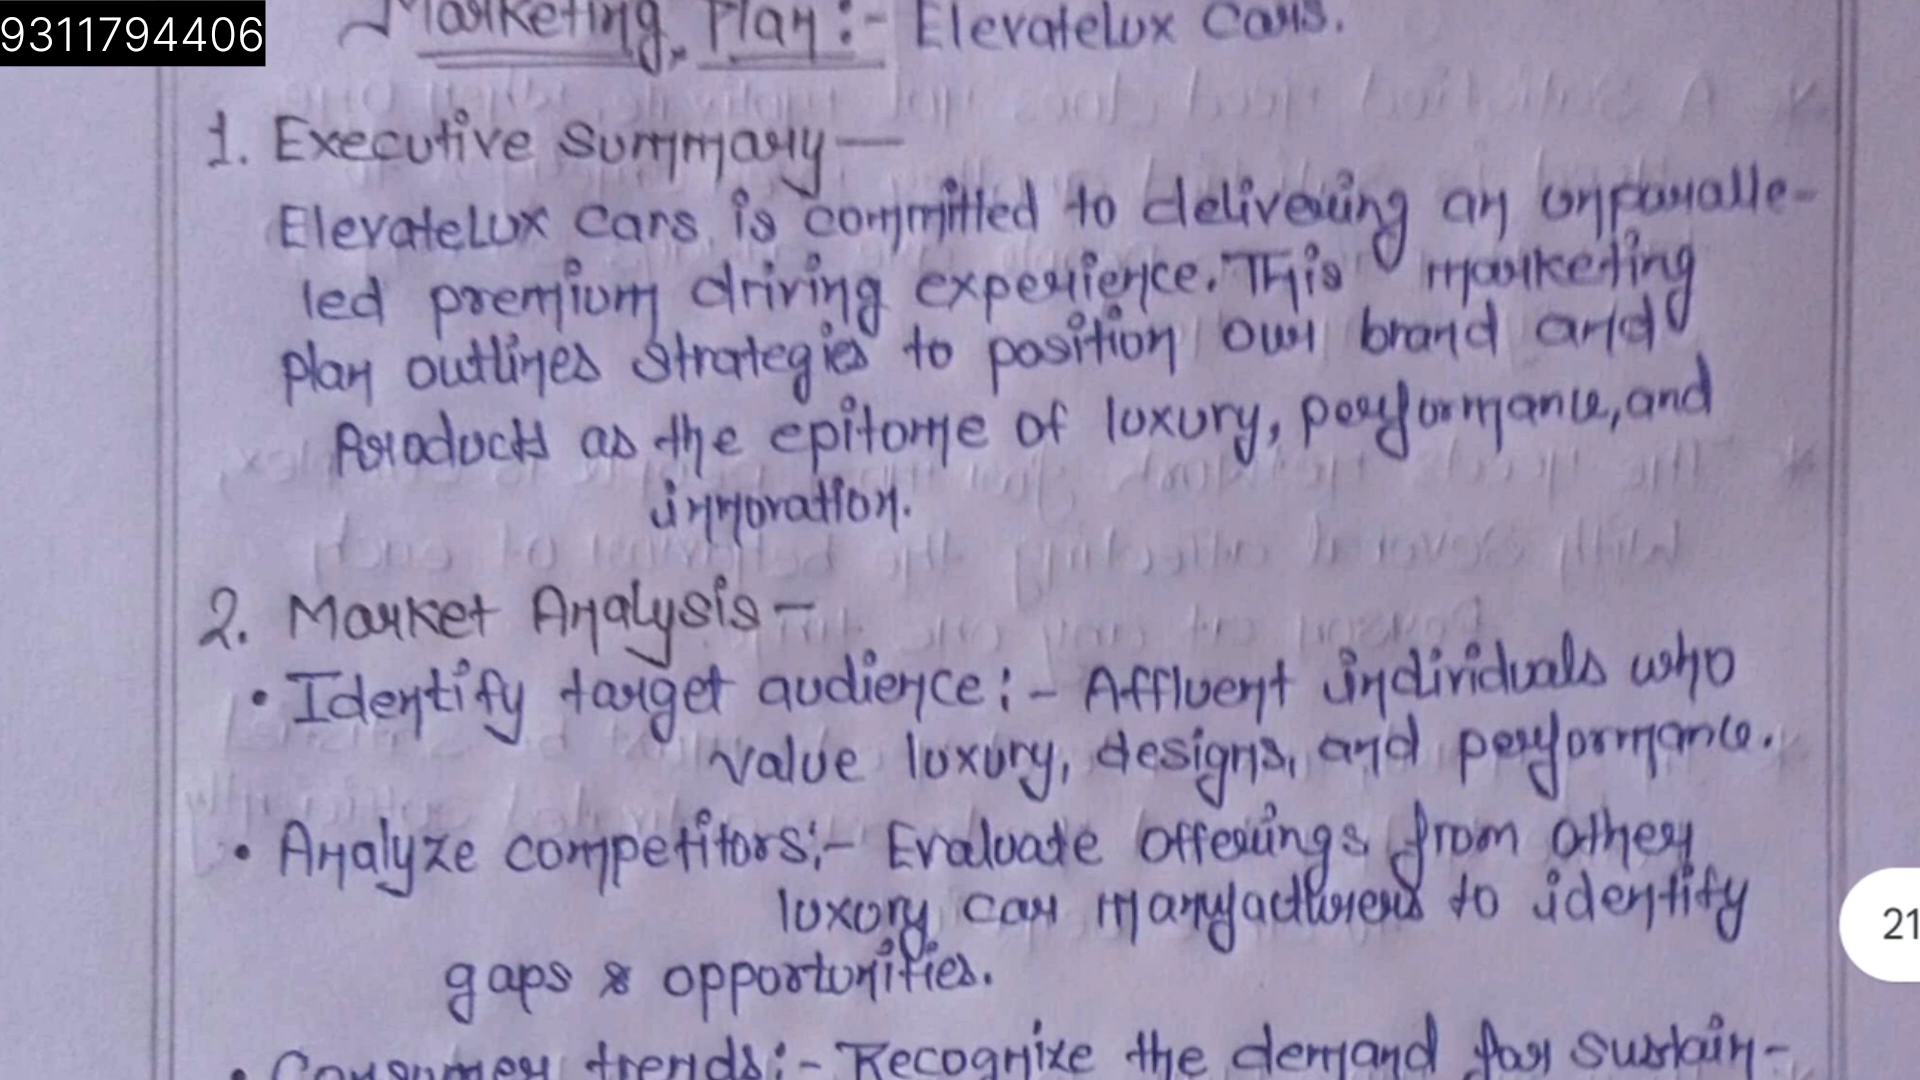 9311794406
Marketing Plan:- Elevatelux Cars.
1. Executive Summary—
ElevateLux Cars is committed to delivering an unparalle-
led premium driving experience. This marketing
plan outlines strategies to position our brand and
Products as the epitome of luxury, performance, and
innovation.
2. Market Analysis-
• Identify target audience:- Affluent individuals who
value luxury, designs, and performance.
• Analyze competitors:- Evaluate offerings from other
luxury car manufacturers to identify
gaps & opportunities.
21
• Consumer trends:- Recognize the demand for sustain-